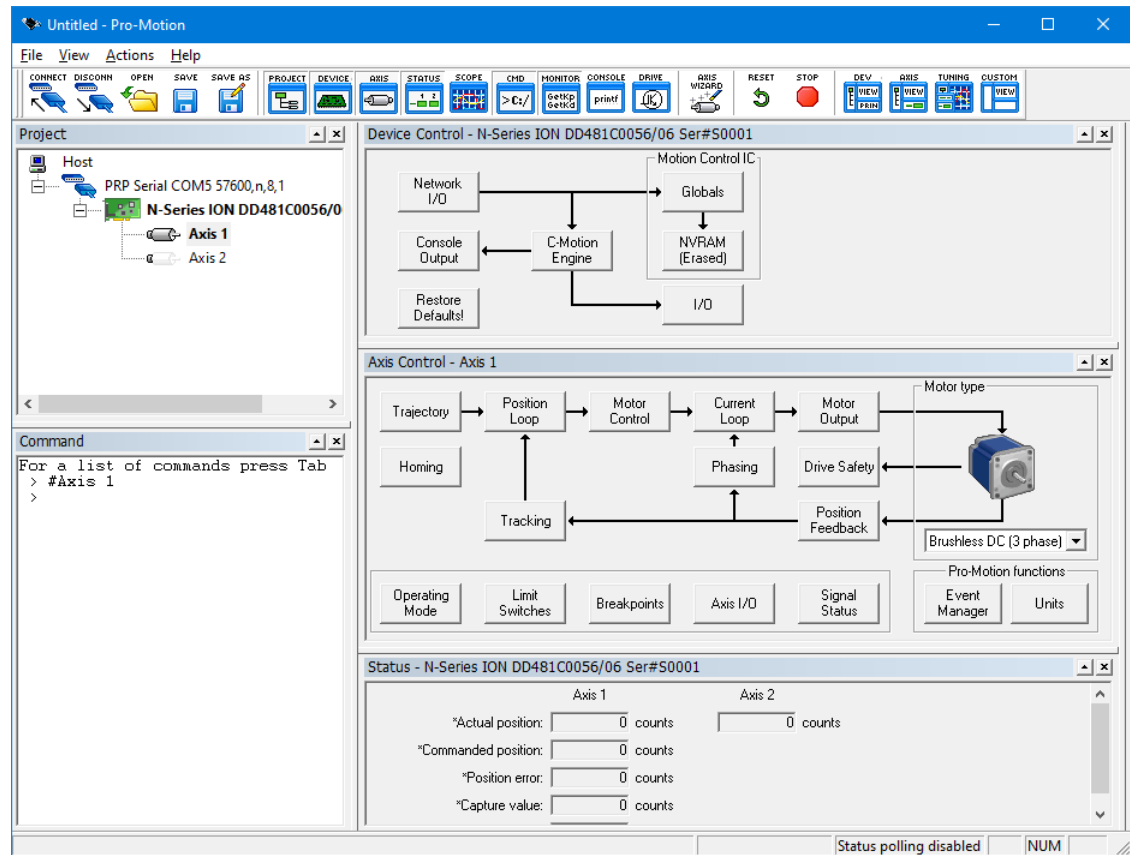 Untitled - Pro-Motion
File View Actions Help
CONNECT DISCONN OPEN SAVE SAVE AS PROJECT DEVICE AXIS STATUS SCOPE CMD MONITOR CONSOLE DRIVE AXIS WIZARD RESET STOP DEV AXIS TUNING CUSTOM
1 2 >C:/ GetKp GetKd printf VIEW PRIN VIEW VIEW
Project
Host
PRP Serial COM5 57600,n,8,1
N-Series ION DD481C0056/0
Axis 1
Axis 2
Command
For a list of commands press Tab
> #Axis 1
>
Device Control - N-Series ION DD481C0056/06 Ser#S0001
Motion Control IC
Network I/O
Globals
Console Output
C-Motion Engine
NVRAM (Erased)
Restore Defaults!
I/O
Axis Control - Axis 1
Motor type
Trajectory
Position Loop
Motor Control
Current Loop
Motor Output
Homing
Phasing
Drive Safety
Tracking
Position Feedback
Brushless DC (3 phase)
Operating Mode
Limit Switches
Breakpoints
Axis I/O
Signal Status
Pro-Motion functions
Event Manager
Units
Status - N-Series ION DD481C0056/06 Ser#S0001
Axis 1 Axis 2
*Actual position: 0 counts 0 counts
*Commanded position: 0 counts
*Position error: 0 counts
*Capture value: 0 counts
Status polling disabled NUM